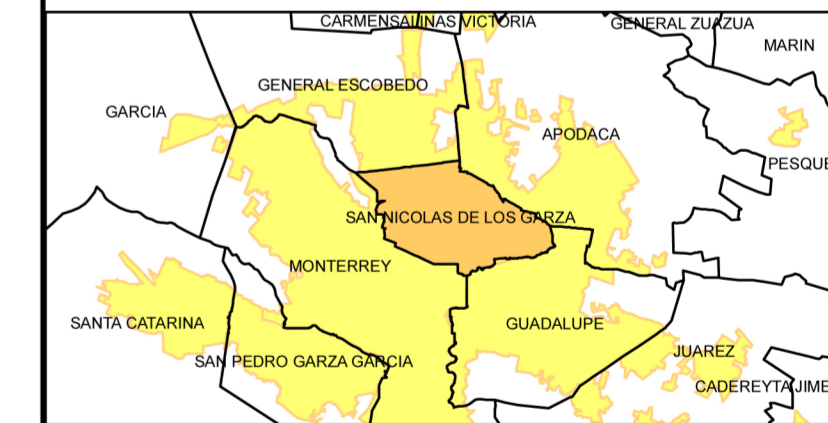 CARMEN
SALINAS VICTORIA
GENERAL ZUAZUA
MARIN
GENERAL ESCOBEDO
GARCIA
APODACA
PESQUE
SAN NICOLAS DE LOS GARZA
MONTERREY
SANTA CATARINA
GUADALUPE
JUAREZ
SAN PEDRO GARZA GARCIA
CADEREYTA JIME